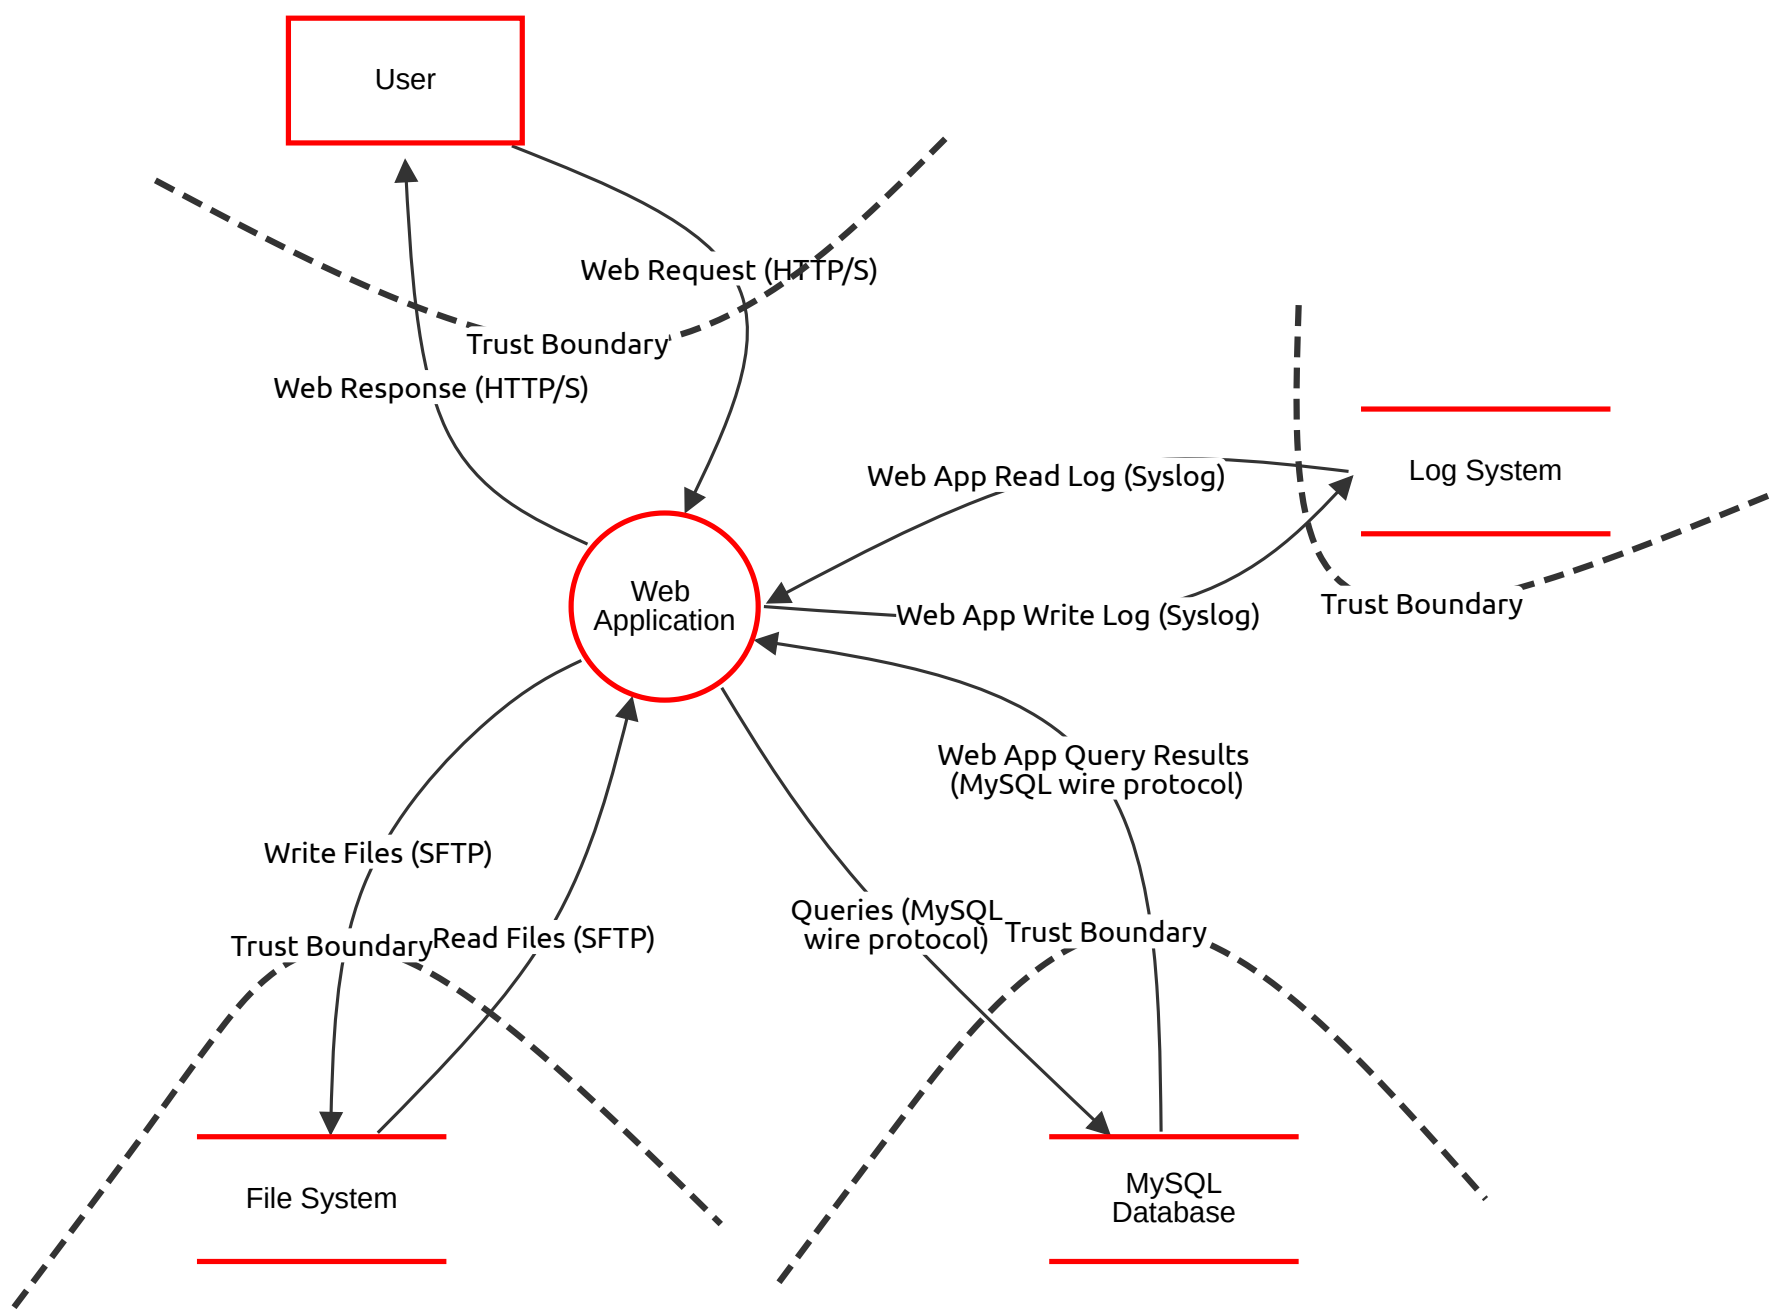 User
Web Request (HTTP/S)
Trust Boundary
Web Response (HTTP/S)
Web App Read Log (Syslog)
Log System
Web
Application
Web App Write Log (Syslog)
Trust Boundary
Web App Query Results
(MySQL wire protocol)
Write Files (SFTP)
Queries (MySQL
wire protocol)
Trust Boundary
Read Files (SFTP)
Trust Boundary
File System
MySQL
Database